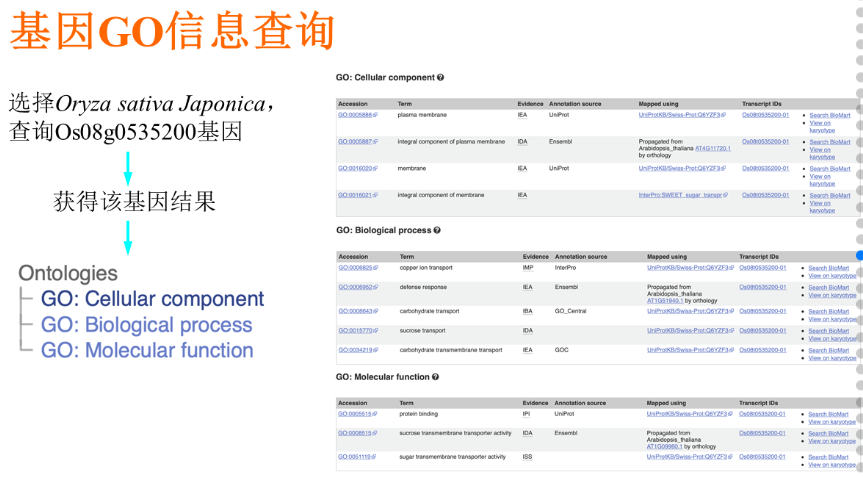 基因GO信息查询
选择Oryza sativa Japonica，
查询Os08g0535200基因
获得该基因结果
Ontologies
GO: Cellular component
GO: Biological process
GO: Molecular function
GO: Cellular component
Accession Term Evidence Annotation source Mapped using Transcript IDs
GO:0005886 plasma membrane IEA UniProt UniProtKB/Swiss-Prot:Q6YZF3 Os08t0535200-01 Search BioMart
View on
karyotype
GO:0005887 integral component of plasma membrane IDA Ensembl Propagated from Os08t0535200-01 Search BioMart
Arabidopsis_thaliana AT4G11720.1 View on
by orthology karyotype
GO:0016020 membrane IEA UniProt UniProtKB/Swiss-Prot:Q6YZF3 Os08t0535200-01 Search BioMart
View on
karyotype
GO:0016021 integral component of membrane IEA InterPro:SWEET_sugar_transpr Os08t0535200-01 Search BioMart
View on
karyotype
GO: Biological process
Accession Term Evidence Annotation source Mapped using Transcript IDs
GO:0006825 copper ion transport IMP InterPro UniProtKB/Swiss-Prot:Q6YZF3 Os08t0535200-01 Search BioMart
View on karyotype
GO:0006952 defense response IEA Ensembl Propagated from Os08t0535200-01 Search BioMart
Arabidopsis_thaliana View on karyotype
by orthology
GO:0008643 carbohydrate transport IBA GO_Central UniProtKB/Swiss-Prot:Q6YZF3 Os08t0535200-01 Search BioMart
View on karyotype
GO:0015770 sucrose transport IDA UniProtKB/Swiss-Prot:Q6YZF3 Os08t0535200-01 Search BioMart
View on karyotype
GO:0034219 carbohydrate transmembrane transport IEA GOC UniProtKB/Swiss-Prot:Q6YZF3 Os08t0535200-01 Search BioMart
View on karyotype
GO: Molecular function
Accession Term Evidence Annotation source Mapped using Transcript IDs
GO:0005515 protein binding IPI UniProt UniProtKB/Swiss-Prot:Q6YZF3 Os08t0535200-01 Search BioMart
View on karyotype
GO:0008515 sucrose transmembrane transporter activity IDA Ensembl Propagated from Os08t0535200-01 Search BioMart
Arabidopsis_thaliana View on karyotype
by orthology
GO:0051119 sugar transmembrane transporter activity ISS UniProtKB/Swiss-Prot:Q6YZF3 Os08t0535200-01 Search BioMart
View on karyotype